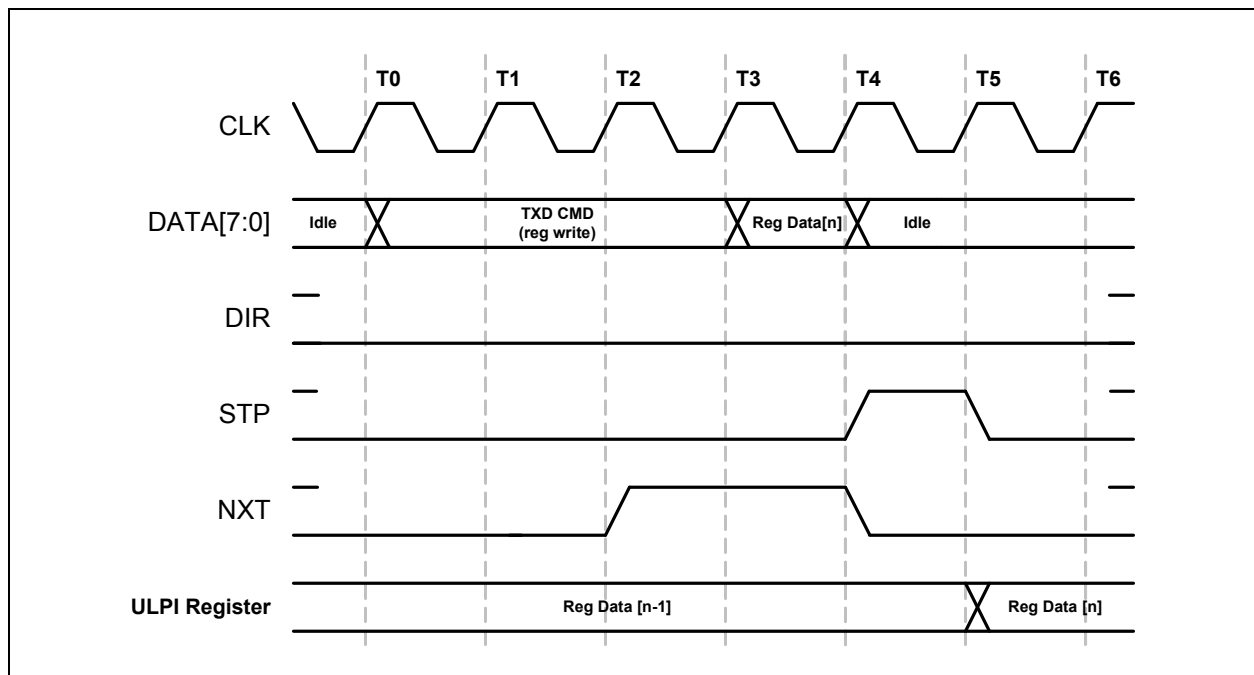 T0 T1 T2 T3 T4 T5 T6
CLK
DATA[7:0] Idle TXD CMD Reg Data[n] Idle
(reg write)
DIR
STP
NXT
ULPI Register Reg Data [n-1] Reg Data [n]